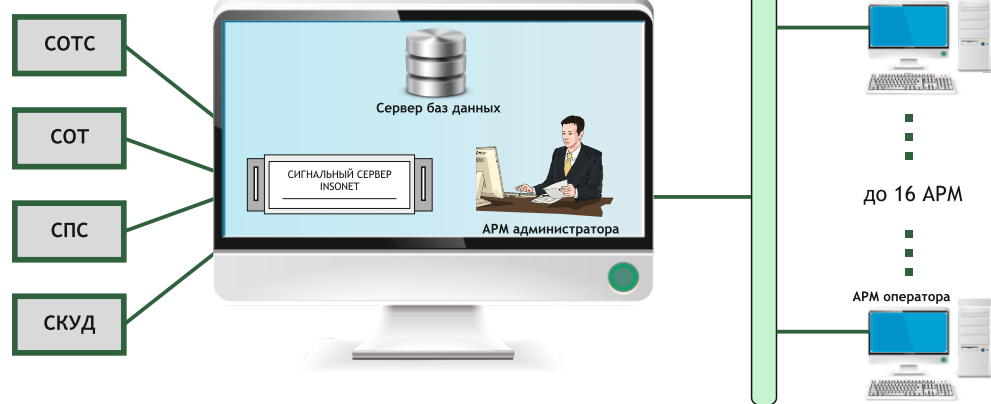 СОТС
СОТ
СПС
СКУД
Сервер баз данных
СИГНАЛЬНЫЙ СЕРВЕР
INSONET
АРМ администратора
до 16 АРМ
АРМ оператора